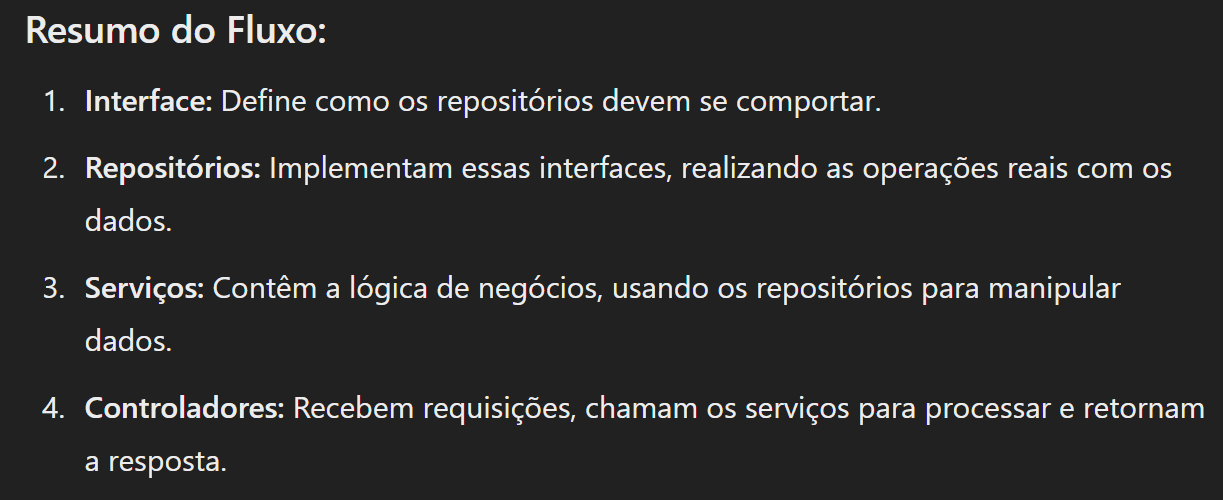 Resumo do Fluxo:
1. Interface: Define como os repositórios devem se comportar.
2. Repositórios: Implementam essas interfaces, realizando as operações reais com os
dados.
3. Serviços: Contêm a lógica de negócios, usando os repositórios para manipular
dados.
4. Controladores: Recebem requisições, chamam os serviços para processar e retornam
a resposta.